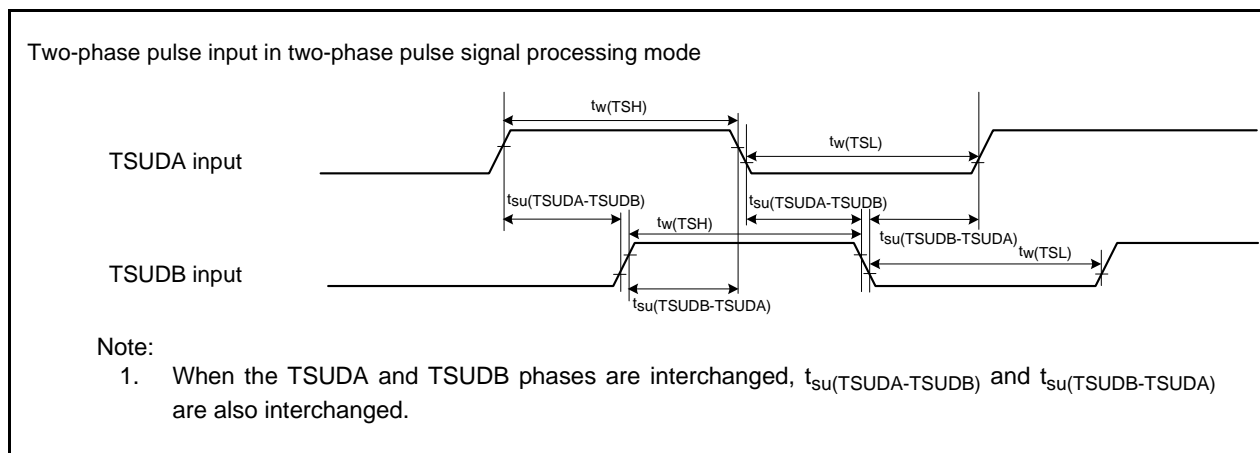 Two-phase pulse input in two-phase pulse signal processing mode
tw(TSH)
TSUDA input
tw(TSL)
tsu(TSUDA-TSUDB)
tsu(TSUDA-TSUDB)
tw(TSH)
tsu(TSUDB-TSUDA)
TSUDB input
tw(TSL)
tsu(TSUDB-TSUDA)
Note:
1. When the TSUDA and TSUDB phases are interchanged, tsu(TSUDA-TSUDB) and tsu(TSUDB-TSUDA)
are also interchanged.